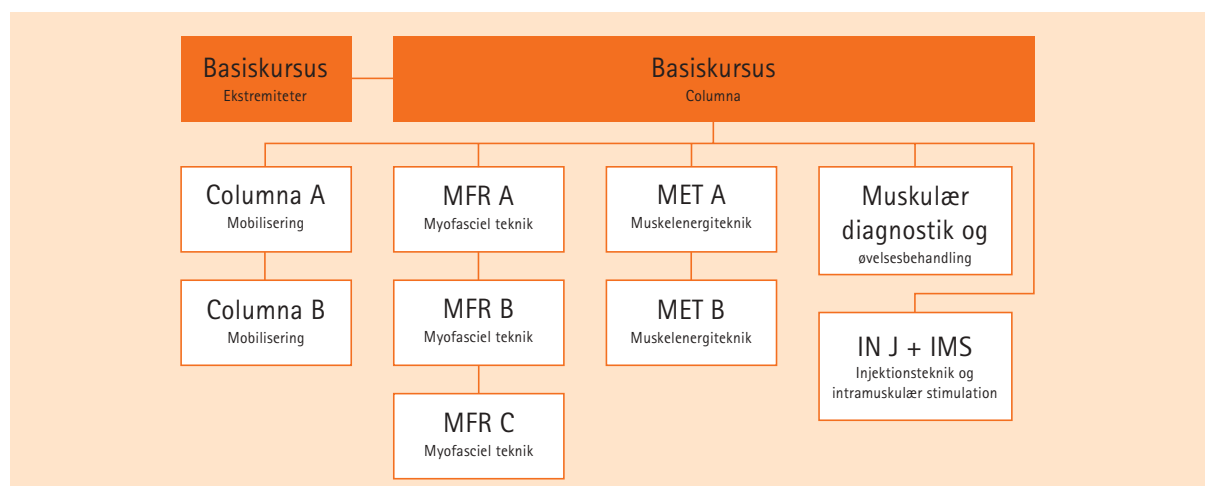 Basiskursus
Ekstremiteter
Basiskursus
Columna
Columna A
Mobilisering
MFR A
Myofasciel teknik
MET A
Muskelenergiteknik
Muskulær
diagnostik og
øvelsesbehandling
Columna B
Mobilisering
MFR B
Myofasciel teknik
MET B
Muskelenergiteknik
IN J + IMS
Injektionsteknik og
intramuskulær stimulation
MFR C
Myofasciel teknik